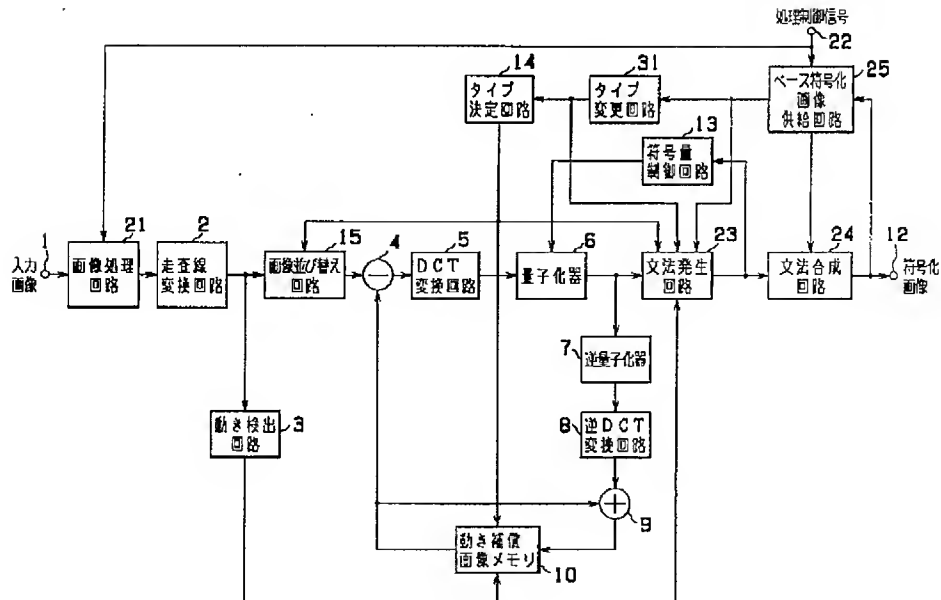 処理制御信号
22
14
31
25
タイプ
決定回路
タイプ
変更回路
ベース符号化
画像
供給回路
13
符号量
制御回路
1
21
2
15
4
5
6
23
24
12
入力
画像
画像処理
回路
走査線
変換回路
画像並び替え
回路
DCT
変換回路
量子化器
文法発生
回路
文法合成
回路
符号化
画像
7
逆量子化器
動き検出
回路
3
8
逆DCT
変換回路
9
動き補償
画像メモリ
10